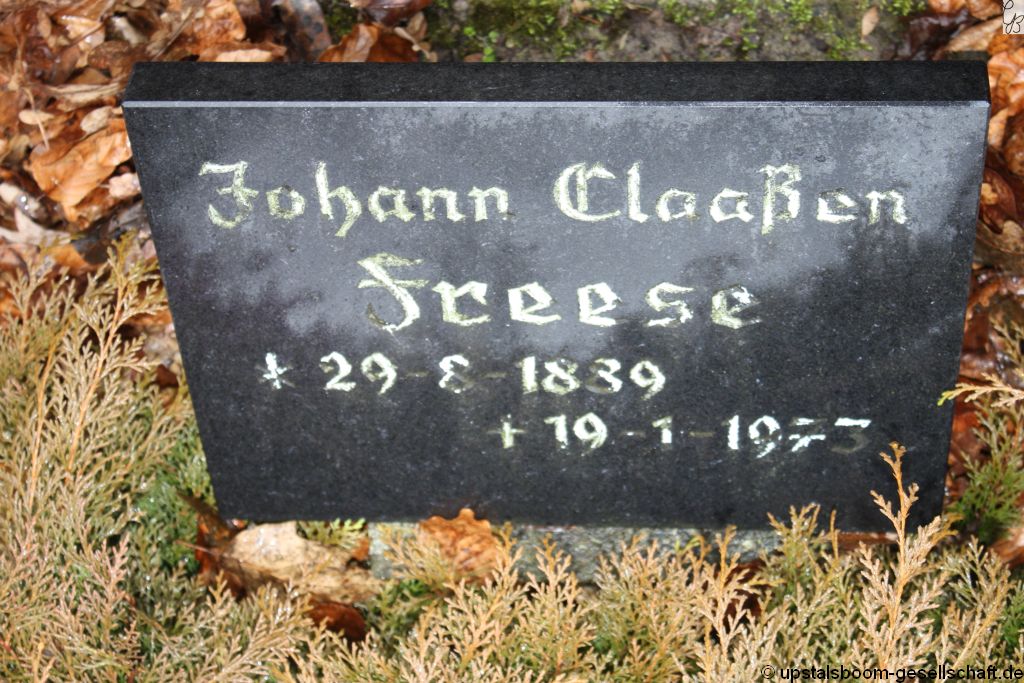 Johann Claaßen
Freese
* 29-8-1889
+ 19-1-1973
© upstalsboom-gesellschaft.de